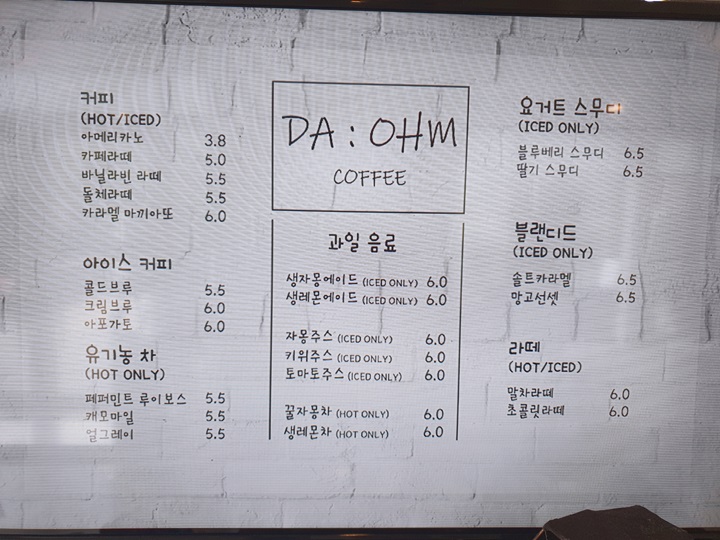 커피
(HOT/ICED)
아메리카노 3.8
카페라떼 5.0
바닐라빈 라떼 5.5
돌체라떼 5.5
카라멜 마끼아또 6.0
아이스 커피
콜드브루 5.5
크림브루 6.0
아포가토 6.0
유기농 차
(HOT ONLY)
페퍼민트 루이보스 5.5
캐모마일 5.5
얼그레이 5.5
DA : OHM
COFFEE
과일 음료
생자몽에이드 (ICED ONLY) 6.0
생레몬에이드 (ICED ONLY) 6.0
자몽주스 (ICED ONLY) 6.0
키위주스 (ICED ONLY) 6.0
토마토주스 (ICED ONLY) 6.0
꿀자몽차 (HOT ONLY) 6.0
생레몬차 (HOT ONLY) 6.0
요거트 스무디
(ICED ONLY)
블루베리 스무디 6.5
딸기 스무디 6.5
블랜디드
(ICED ONLY)
솔트카라멜 6.5
망고선셋 6.5
라떼
(HOT/ICED)
말차라떼 6.0
초콜릿라떼 6.0